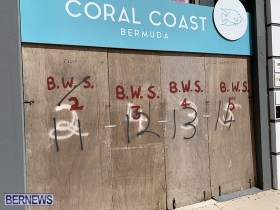 CORAL COAST
BERMUDA
B.W.S. B.W.S. B.W.S. B.W.S.
2 3 4 5
11 - 12 - 13 - 14
BERNEWS